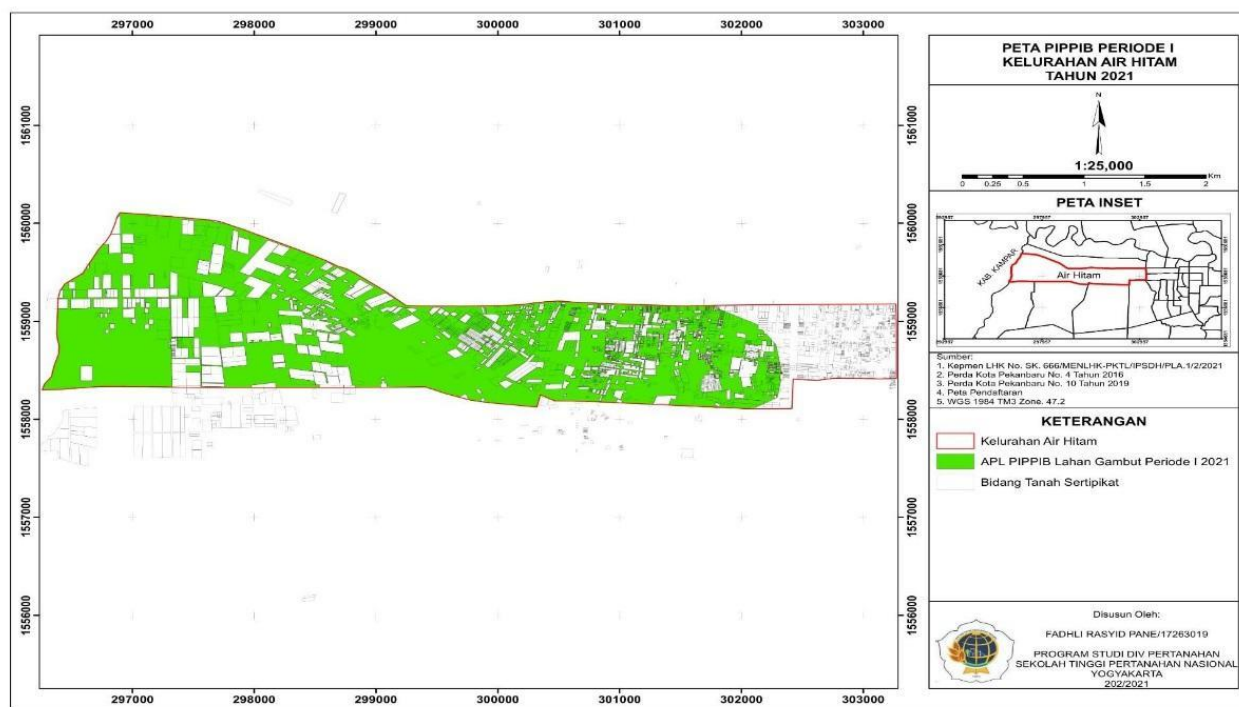 297000 298000 299000 300000 301000 302000 303000
1561000
1560000
1559000
1558000
1557000
1556000
1561000
1560000
1559000
1558000
1557000
1556000
297000 298000 299000 300000 301000 302000 303000
PETA PIPPIB PERIODE I
KELURAHAN AIR HITAM
TAHUN 2021
N
1:25,000
Km
0 0.25 0.5 1 1.5 2
PETA INSET
KAB. KAMPAR
Air Hitam
Sumber:
1. Kepmen LHK No. SK. 666/MENLHK-PKTL/IPSDH/PLA.1/2/2021
2. Perda Kota Pekanbaru No. 4 Tahun 2016
3. Perda Kota Pekanbaru No. 10 Tahun 2019
4. Peta Pendaftaran
5. WGS 1984 TM3 Zone. 47.2
KETERANGAN
Kelurahan Air Hitam
APL PIPPIB Lahan Gambut Periode I 2021
Bidang Tanah Sertipikat
Disusun Oleh:
FADHLI RASYID PANE/17263019
PROGRAM STUDI DIV PERTANAHAN
SEKOLAH TINGGI PERTANAHAN NASIONAL
YOGYAKARTA
202/2021